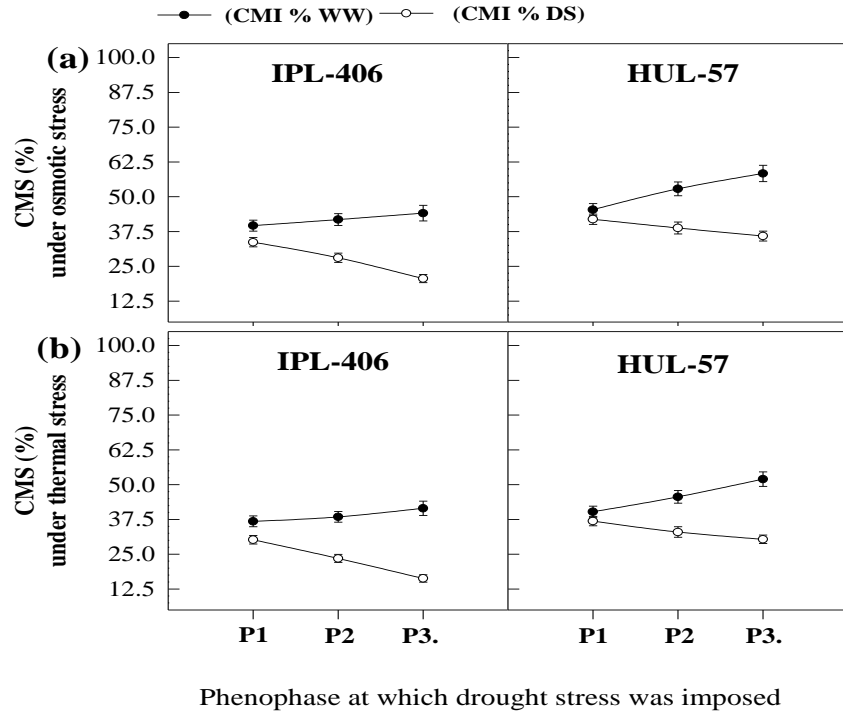 (CMI % WW) (CMI % DS)
(a)
IPL-406 HUL-57
CMS (%)
under osmotic stress
100.0
87.5
75.0
62.5
50.0
37.5
25.0
12.5
(b)
IPL-406 HUL-57
CMS (%)
under thermal stress
100.0
87.5
75.0
62.5
50.0
37.5
25.0
12.5
P1 P2 P3. P1 P2 P3.
Phenophase at which drought stress was imposed